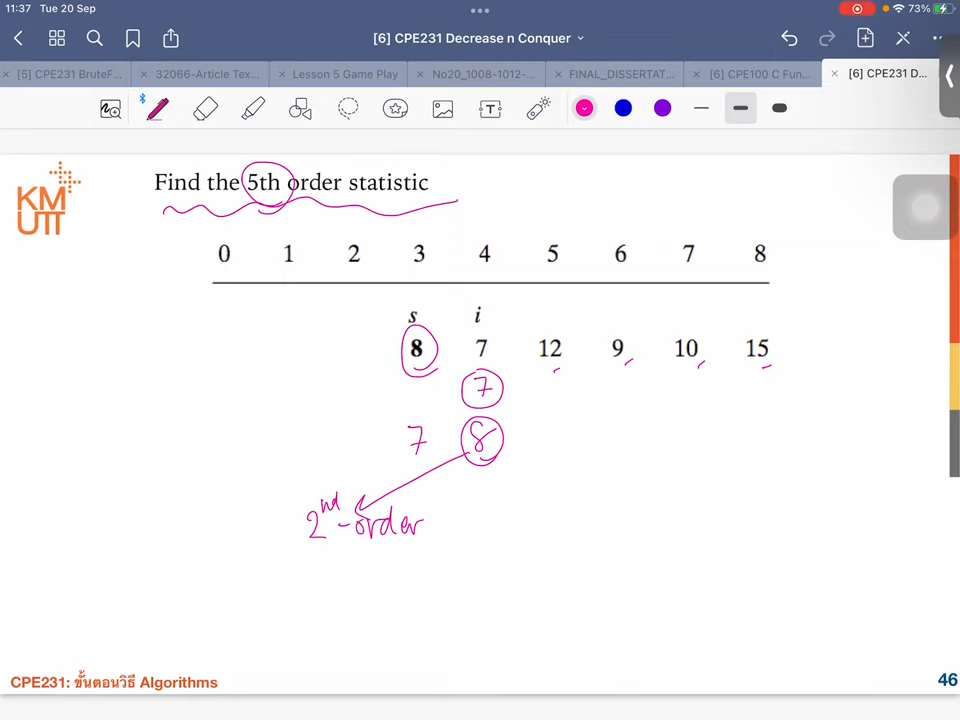 11:37 Tue 20 Sep 73%
[6] CPE231 Decrease n Conquer
[5] CPE231 BruteF... 32066-Article Tex... Lesson 5 Game Play No20_1008-1012-... FINAL_DISSERTAT... [6] CPE100 C Fun... [6] CPE231 D...
KM
UTT
Find the 5th order statistic
0 1 2 3 4 5 6 7 8
s i
8 7 12 9 10 15
7
7 8
2nd-order
CPE231: ขั้นตอนวิธี Algorithms
46